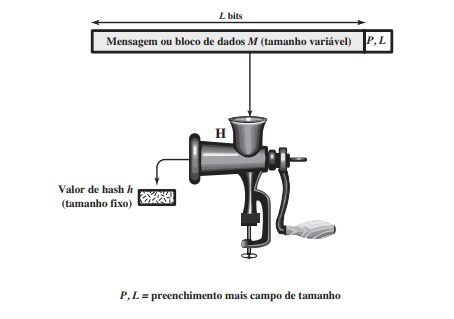 L bits
Mensagem ou bloco de dados M (tamanho variável) P, L
H
Valor de hash h
(tamanho fixo)
P, L = preenchimento mais campo de tamanho